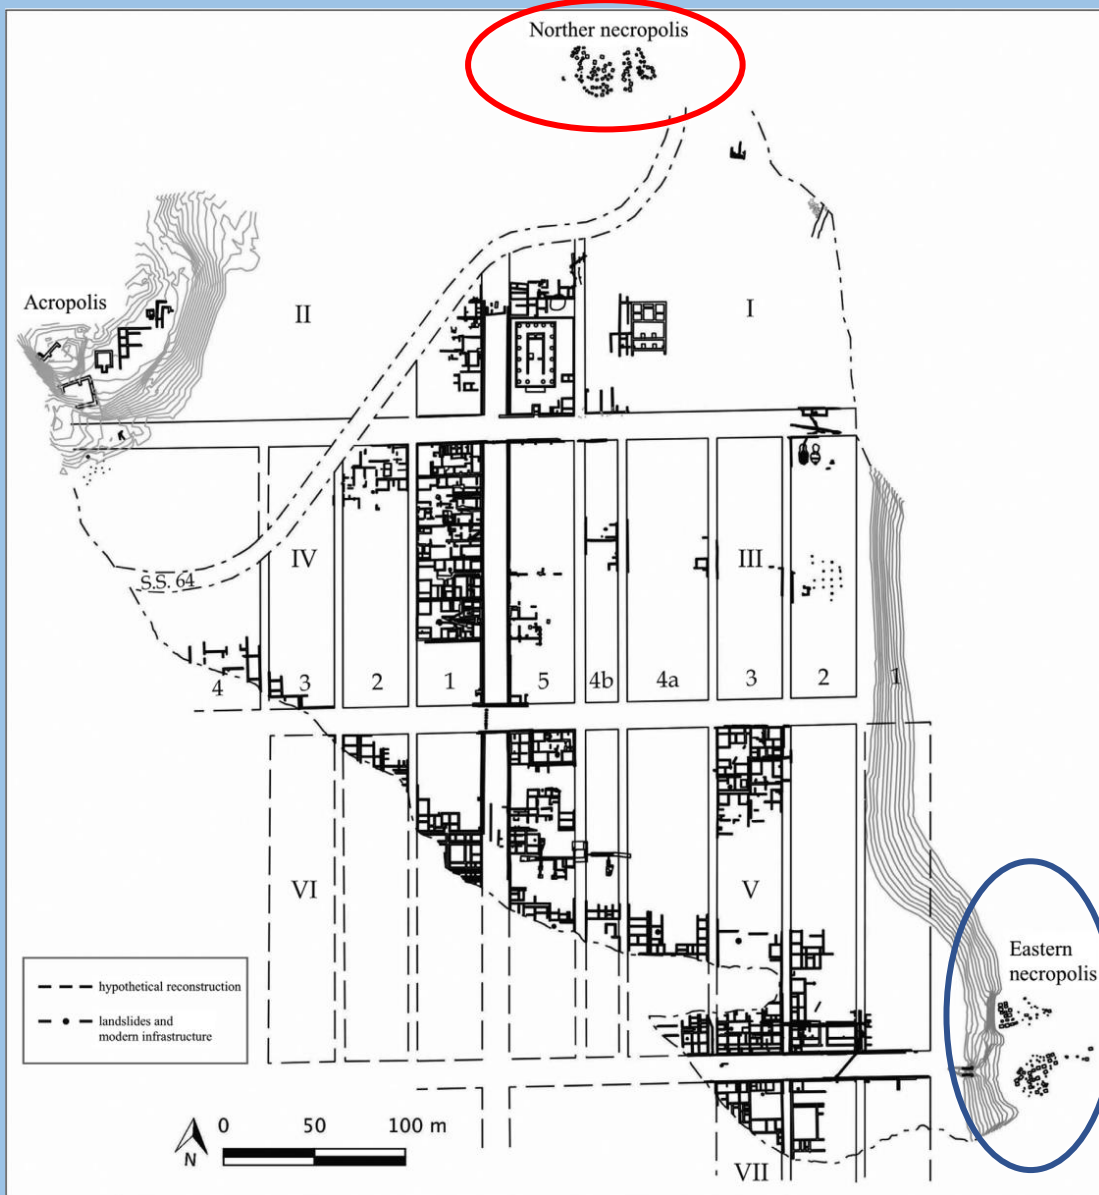 Norther necropolis
Acropolis
II
I
S.S. 64
IV
III
4
3
2
1
5
4b
4a
3
2
1
VI
V
Eastern
necropolis
hypothetical reconstruction
landslides and
modern infrastructure
0 50 100 m
N
VII